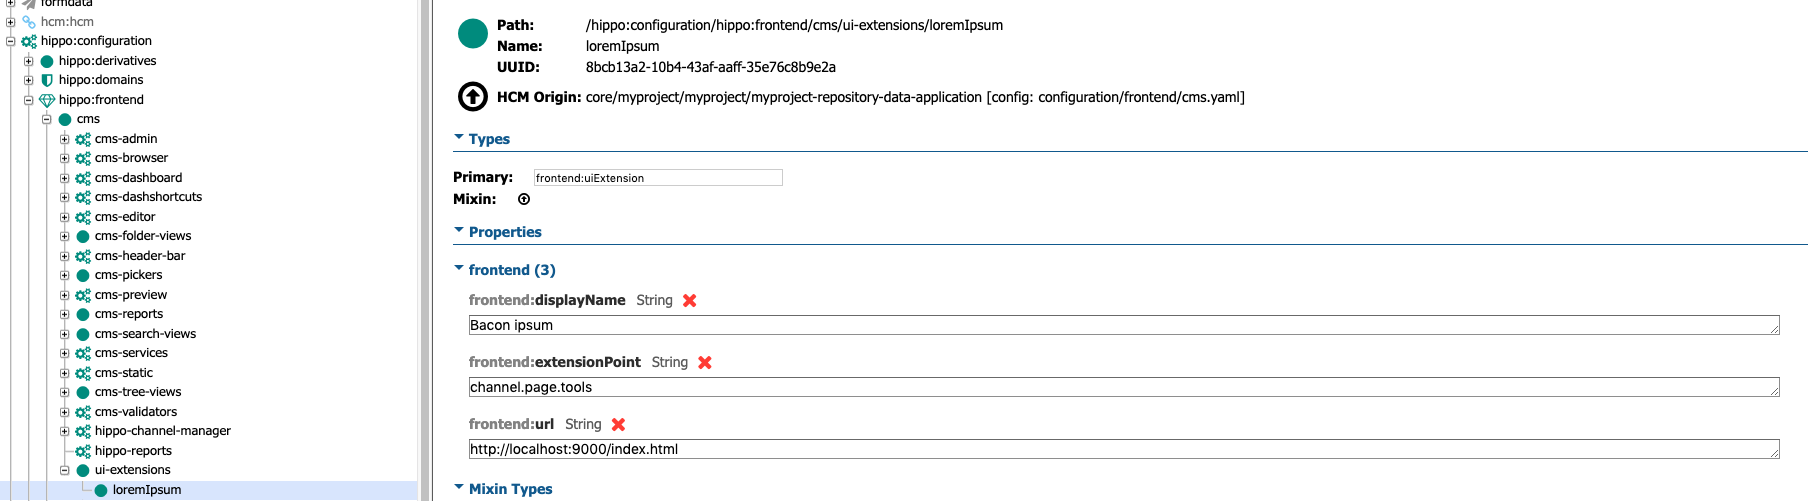 formdata
hcm:hcm
hippo:configuration
hippo:derivatives
hippo:domains
hippo:frontend
cms
cms-admin
cms-browser
cms-dashboard
cms-dashshortcuts
cms-editor
cms-folder-views
cms-header-bar
cms-pickers
cms-preview
cms-reports
cms-search-views
cms-services
cms-static
cms-tree-views
cms-validators
hippo-channel-manager
hippo-reports
ui-extensions
loremIpsum
Path: /hippo:configuration/hippo:frontend/cms/ui-extensions/loremIpsum
Name: loremIpsum
UUID: 8bcb13a2-10b4-43af-aaff-35e76c8b9e2a
HCM Origin: core/myproject/myproject/myproject-repository-data-application [config: configuration/frontend/cms.yaml]
Types
Primary: frontend:uiExtension
Mixin:
Properties
frontend (3)
frontend:displayName String
Bacon ipsum
frontend:extensionPoint String
channel.page.tools
frontend:url String
http://localhost:9000/index.html
Mixin Types